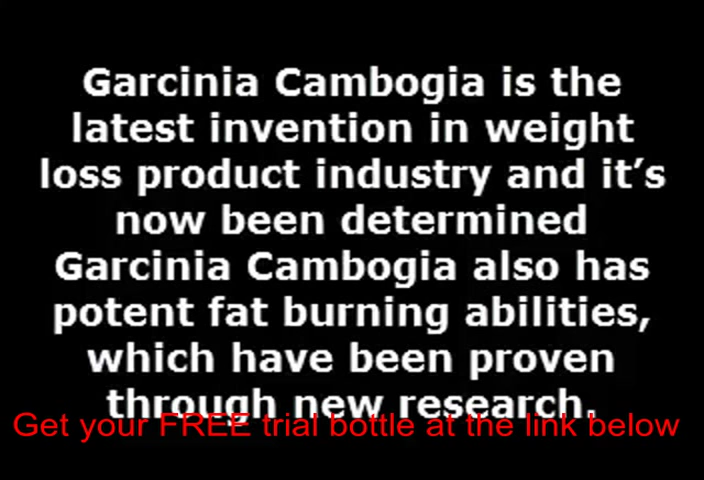 Garcinia Cambogia is the
latest invention in weight
loss product industry and it’s
now been determined
Garcinia Cambogia also has
potent fat burning abilities,
which have been proven
through new research.
Get your FREE trial bottle at the link below